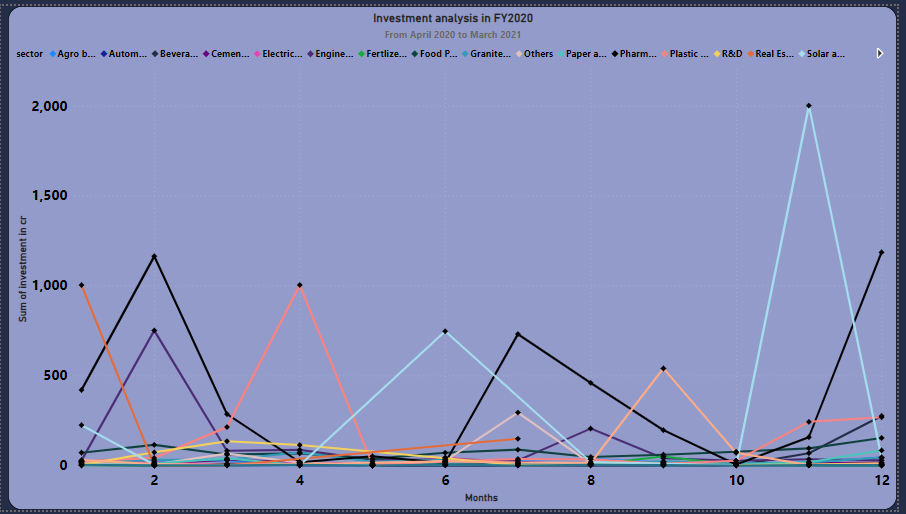 Investment analysis in FY2020
From April 2020 to March 2021
sector Agro b... Autom... Bevera... Cemen... Electric... Engine... Fertlize... Food P... Granite... Others Paper a... Pharm... Plastic ... R&D Real Es... Solar a...
2,000
1,500
1,000
500
0
Sum of investment in cr
2 4 6 8 10 12
Months